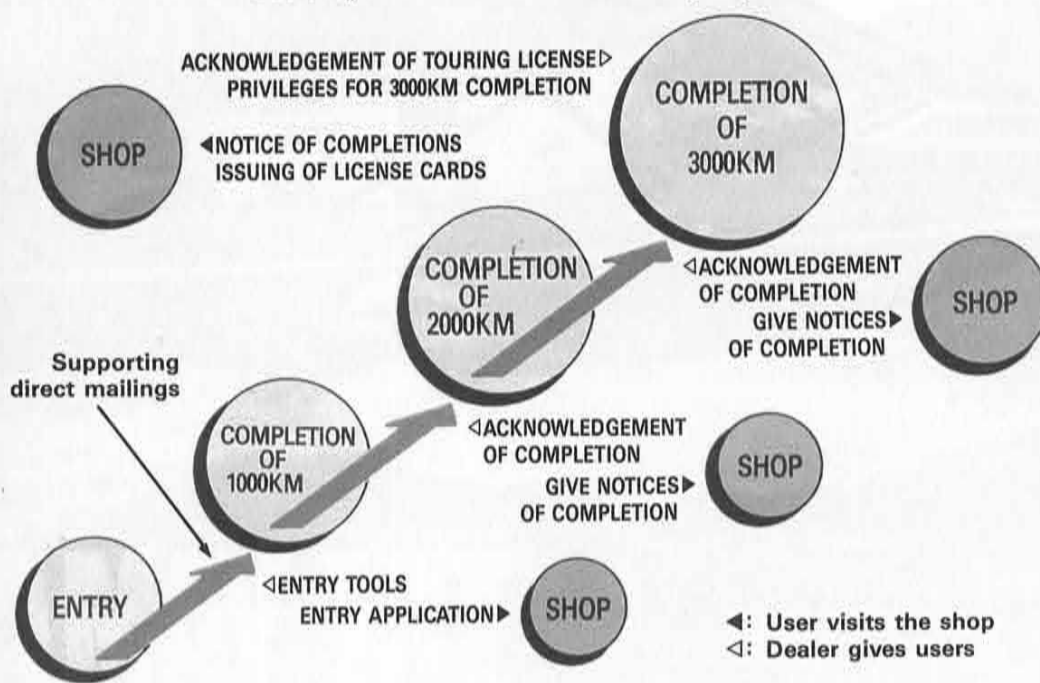 ACKNOWLEDGEMENT OF TOURING LICENSE▷
PRIVILEGES FOR 3000KM COMPLETION
COMPLETION
OF
3000KM
SHOP
◀NOTICE OF COMPLETIONS
ISSUING OF LICENSE CARDS
COMPLETION
OF
2000KM
◁ACKNOWLEDGEMENT
OF COMPLETION
GIVE NOTICES▶
OF COMPLETION
SHOP
Supporting
direct mailings
COMPLETION
OF
1000KM
◁ACKNOWLEDGEMENT
OF COMPLETION
GIVE NOTICES▶
OF COMPLETION
SHOP
ENTRY
◁ENTRY TOOLS
ENTRY APPLICATION▶
SHOP
◀: User visits the shop
◁: Dealer gives users